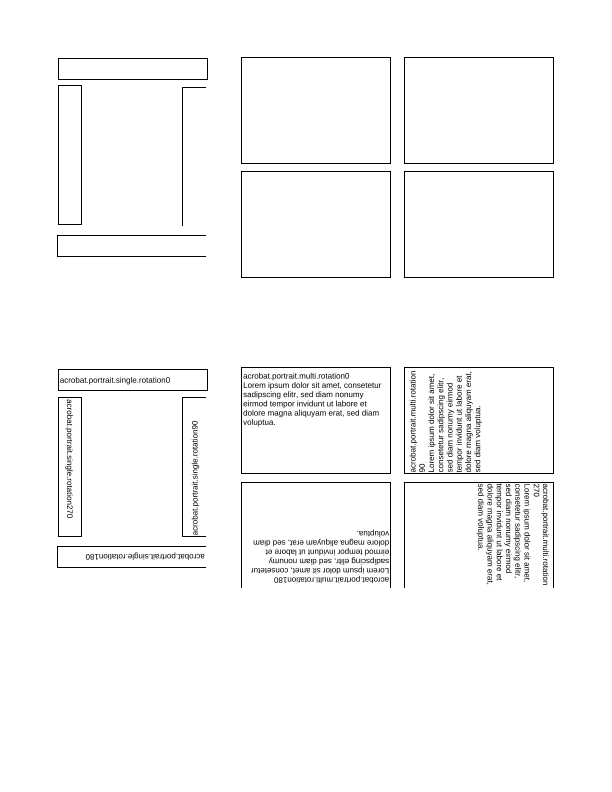 acrobat.portrait.single.rotation0
acrobat.portrait.single.rotation270
acrobat.portrait.single.rotation90
acrobat.portrait.single.rotation180
acrobat.portrait.multi.rotation0
Lorem ipsum dolor sit amet, consetetur
sadipscing elitr, sed diam nonumy
eirmod tempor invidunt ut labore et
dolore magna aliquyam erat, sed diam
voluptua.
acrobat.portrait.multi.rotation
90
Lorem ipsum dolor sit amet,
consetetur sadipscing elitr,
sed diam nonumy eirmod
tempor invidunt ut labore et
dolore magna aliquyam erat,
sed diam voluptua.
acrobat.portrait.multi.rotation180
Lorem ipsum dolor sit amet, consetetur
sadipscing elitr, sed diam nonumy
eirmod tempor invidunt ut labore et
dolore magna aliquyam erat, sed diam
voluptua.
acrobat.portrait.multi.rotation
270
Lorem ipsum dolor sit amet,
consetetur sadipscing elitr,
sed diam nonumy eirmod
tempor invidunt ut labore et
dolore magna aliquyam erat,
sed diam voluptua.